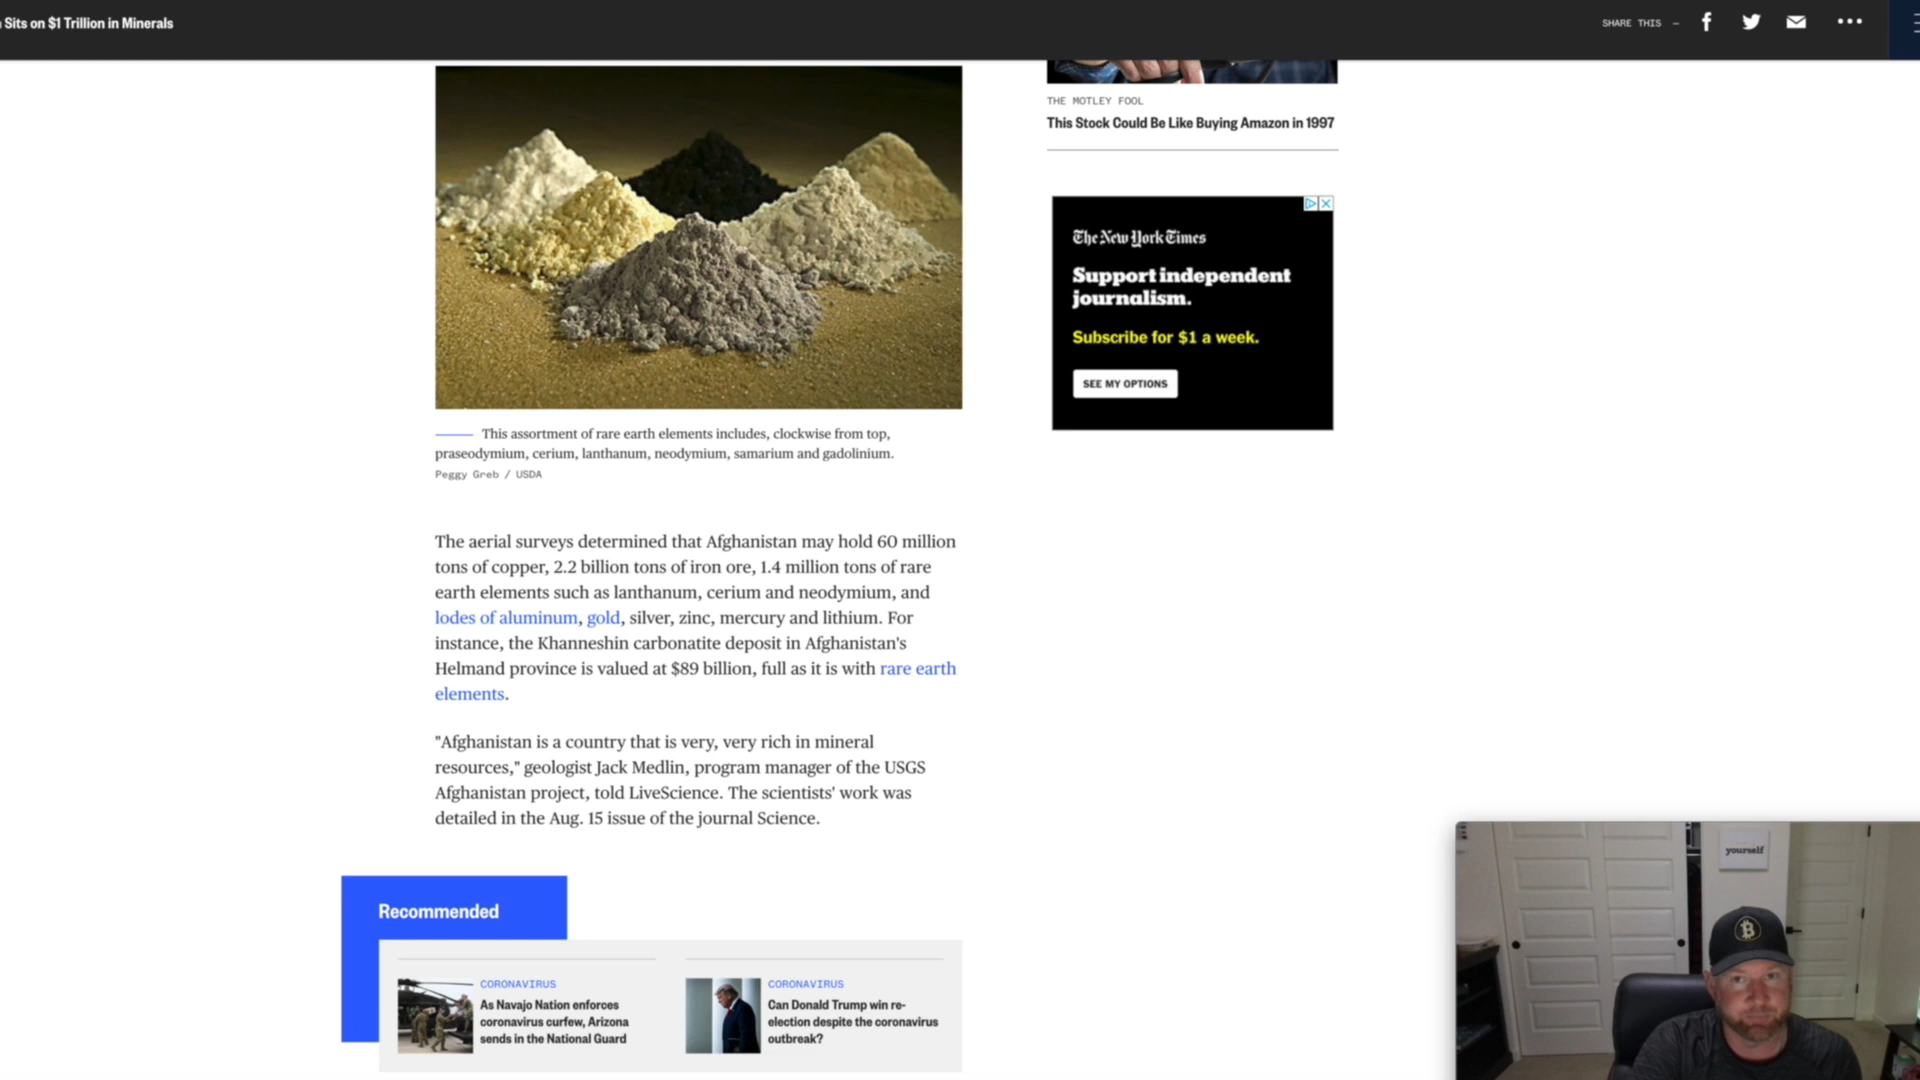 Sits on $1 Trillion in Minerals
SHARE THIS —
THE MOTLEY FOOL
This Stock Could Be Like Buying Amazon in 1997
The New York Times
Support independent
journalism.
Subscribe for $1 a week.
SEE MY OPTIONS
This assortment of rare earth elements includes, clockwise from top,
praseodymium, cerium, lanthanum, neodymium, samarium and gadolinium.
Peggy Greb / USDA
The aerial surveys determined that Afghanistan may hold 60 million
tons of copper, 2.2 billion tons of iron ore, 1.4 million tons of rare
earth elements such as lanthanum, cerium and neodymium, and
lodes of aluminum, gold, silver, zinc, mercury and lithium. For
instance, the Khanneshin carbonatite deposit in Afghanistan's
Helmand province is valued at $89 billion, full as it is with rare earth
elements.
"Afghanistan is a country that is very, very rich in mineral
resources," geologist Jack Medlin, program manager of the USGS
Afghanistan project, told LiveScience. The scientists' work was
detailed in the Aug. 15 issue of the journal Science.
Recommended
CORONAVIRUS
As Navajo Nation enforces
coronavirus curfew, Arizona
sends in the National Guard
CORONAVIRUS
Can Donald Trump win re-
election despite the coronavirus
outbreak?
yourself